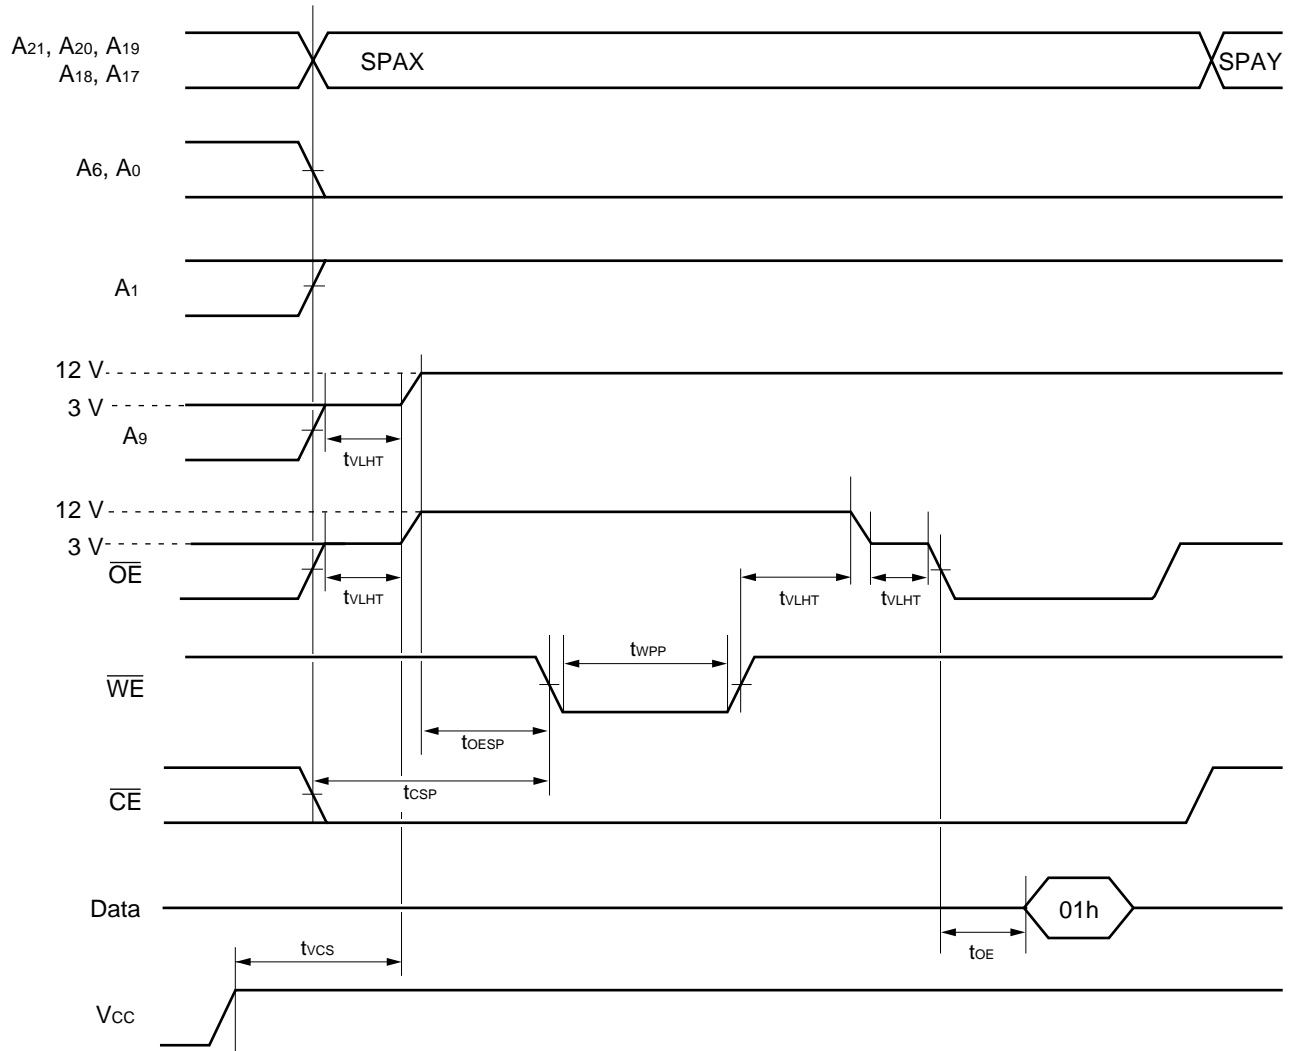 A21, A20, A19
A18, A17
SPAX
SPAY
A6, A0
A1
12 V
3 V
A9
tVLHT
12 V
3 V
OE
tVLHT
tVLHT
tVLHT
tWPP
WE
tOESP
tCSP
CE
Data
01h
tVCS
tOE
VCC